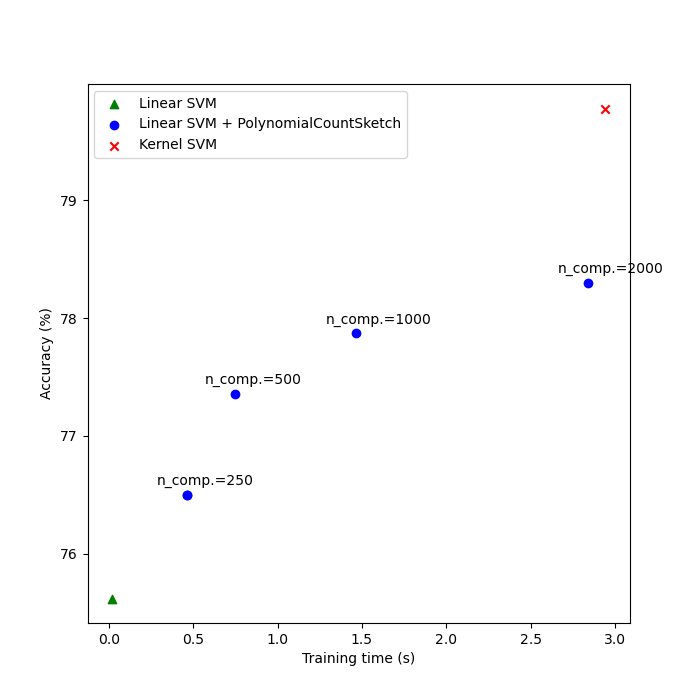 Linear SVM
Linear SVM + PolynomialCountSketch
Kernel SVM
n_comp.=2000
n_comp.=1000
n_comp.=500
n_comp.=250
79
78
77
76
Accuracy (%)
0.0 0.5 1.0 1.5 2.0 2.5 3.0
Training time (s)